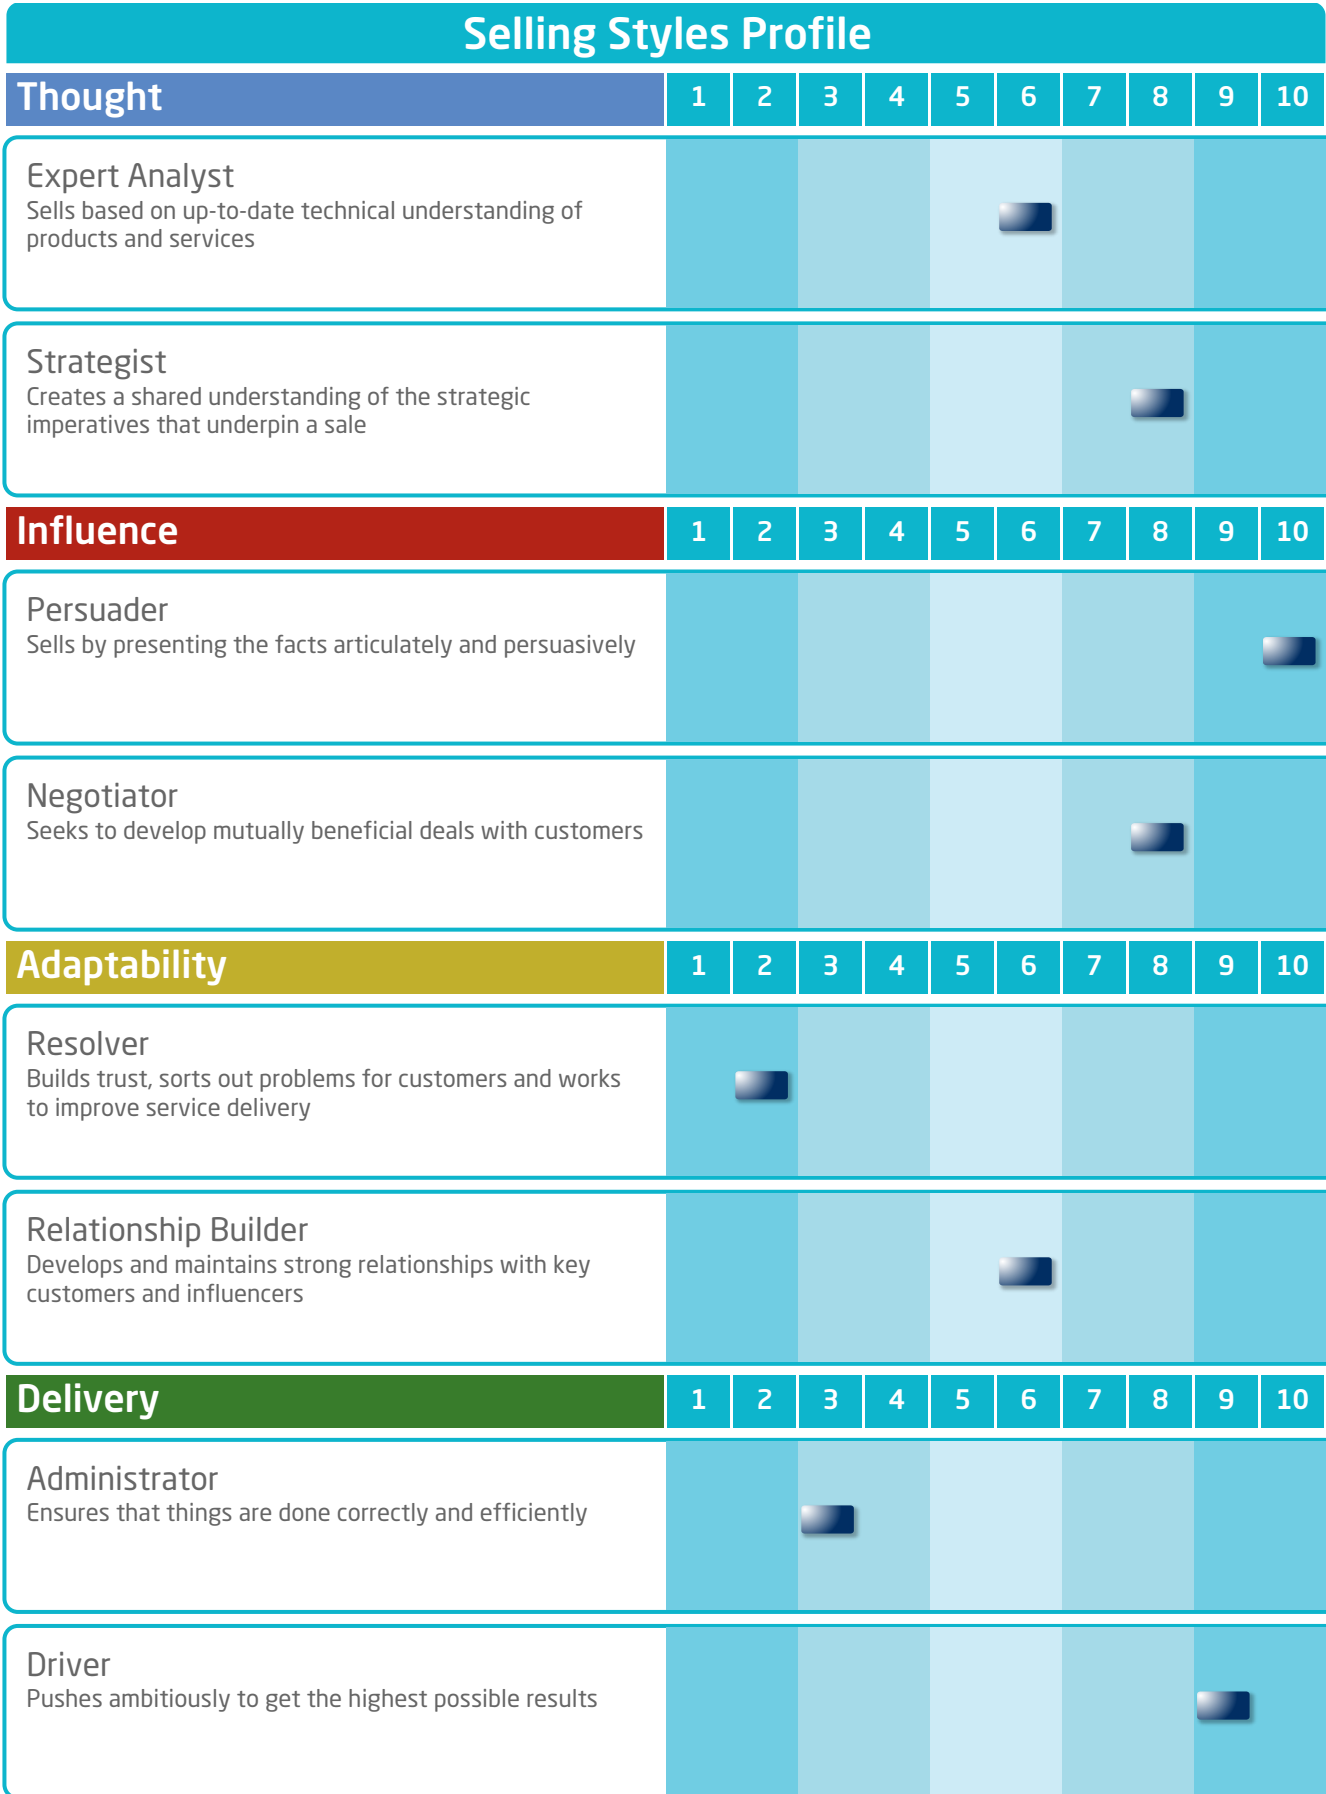 Selling Styles Profile
Thought 1 2 3 4 5 6 7 8 9 10
Expert Analyst
Sells based on up-to-date technical understanding of
products and services
Strategist
Creates a shared understanding of the strategic
imperatives that underpin a sale
Influence 1 2 3 4 5 6 7 8 9 10
Persuader
Sells by presenting the facts articulately and persuasively
Negotiator
Seeks to develop mutually beneficial deals with customers
Adaptability 1 2 3 4 5 6 7 8 9 10
Resolver
Builds trust, sorts out problems for customers and works
to improve service delivery
Relationship Builder
Develops and maintains strong relationships with key
customers and influencers
Delivery 1 2 3 4 5 6 7 8 9 10
Administrator
Ensures that things are done correctly and efficiently
Driver
Pushes ambitiously to get the highest possible results